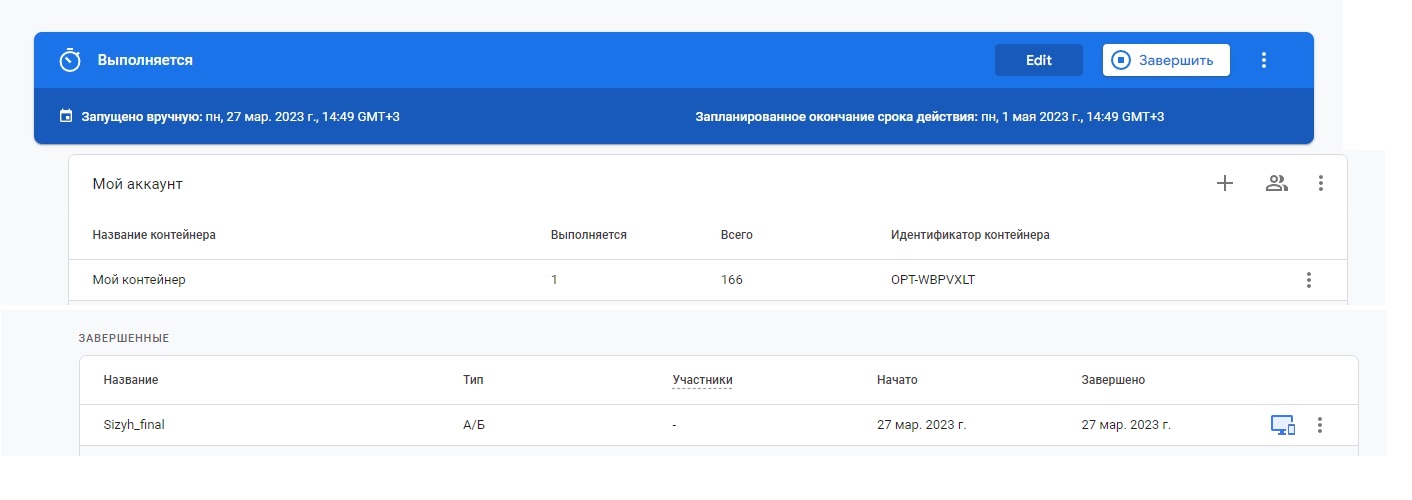 Выполняется Edit Завершить
Запущено вручную: пн, 27 мар. 2023 г., 14:49 GMT+3 Запланированное окончание срока действия: пн, 1 мая 2023 г., 14:49 GMT+3
Мой аккаунт
Название контейнера Выполняется Всего Идентификатор контейнера
Мой контейнер 1 166 OPT-WBPVXLT
ЗАВЕРШЕННЫЕ
Название Тип Участники Начато Завершено
Sizyh_final А/Б - 27 мар. 2023 г. 27 мар. 2023 г.